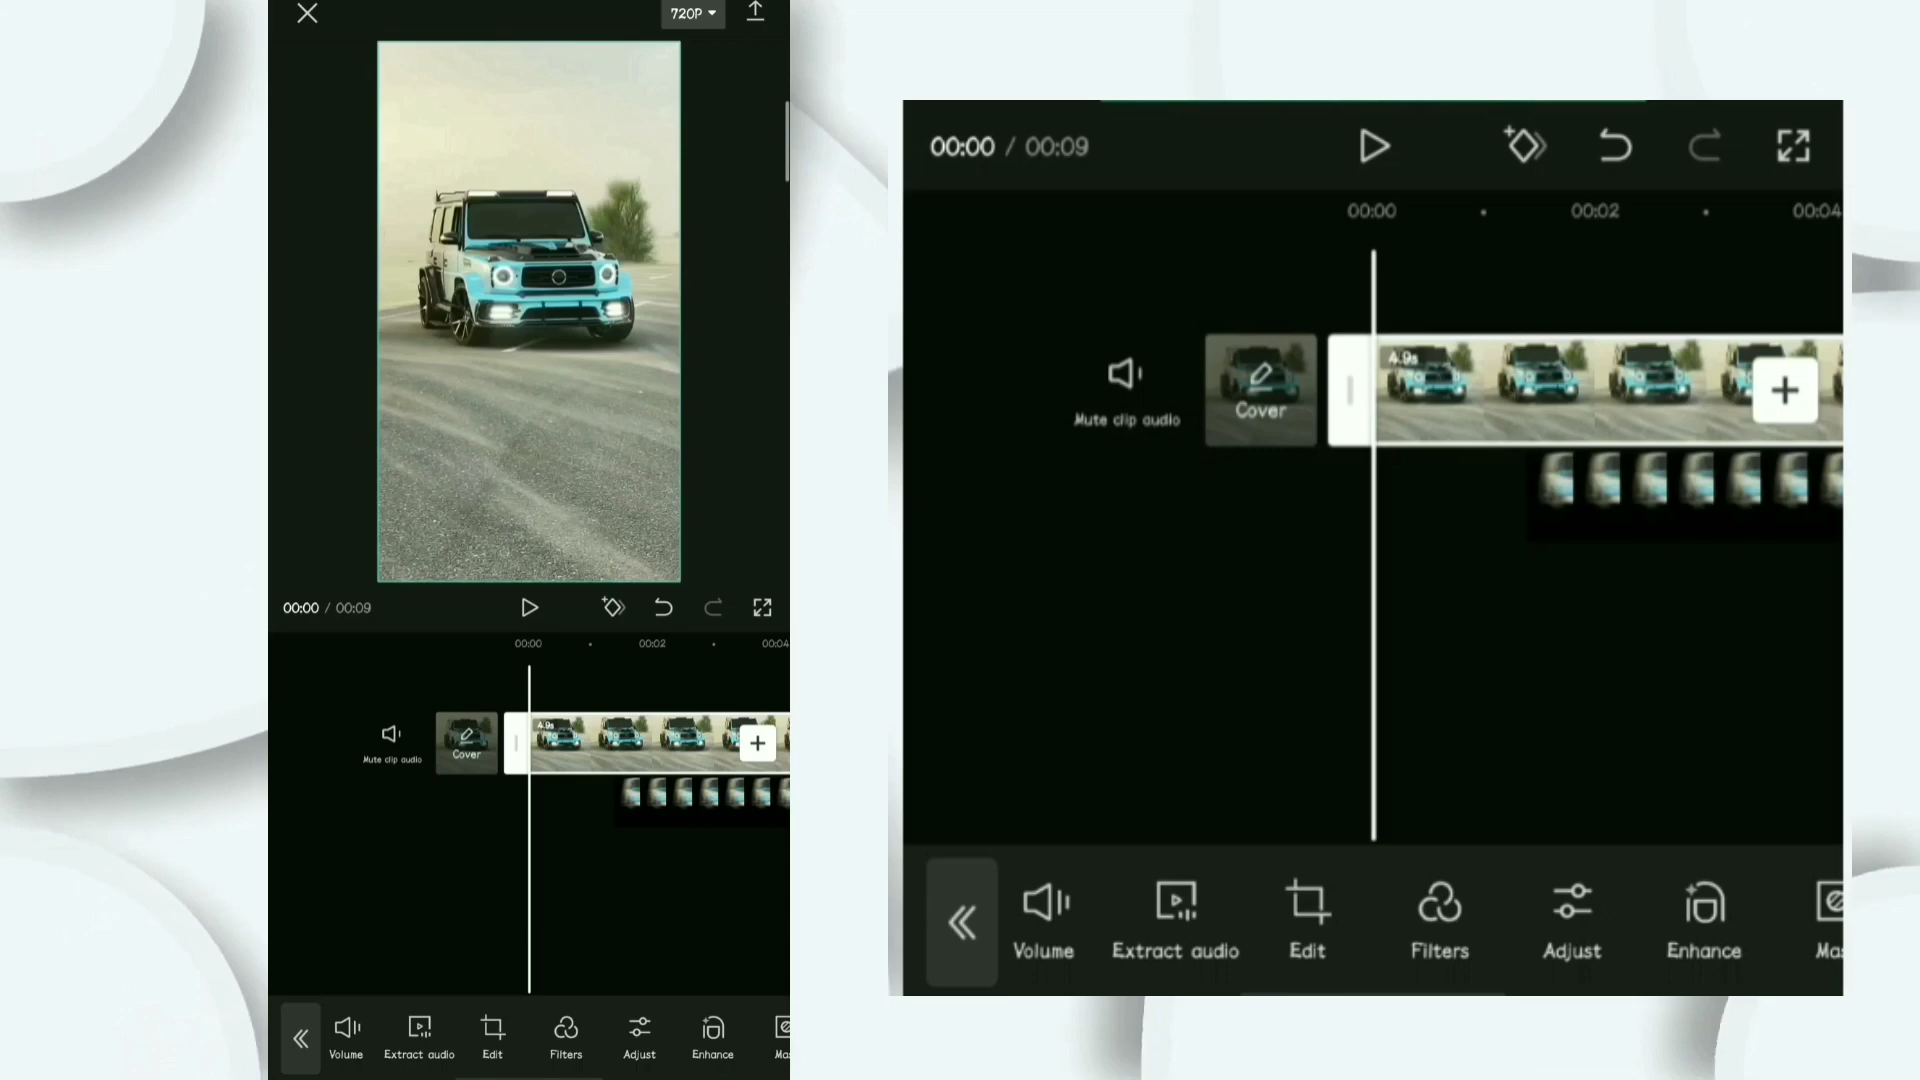 720P
00:00 / 00:09
00:00 00:02 00:04
4.9s
Cover
Mute clip audio
Volume Extract audio Edit Filters Adjust Enhance
00:00 / 00:09
00:00 00:02 00:04
4.9s
Cover
Mute clip audio
Volume Extract audio Edit Filters Adjust Enhance